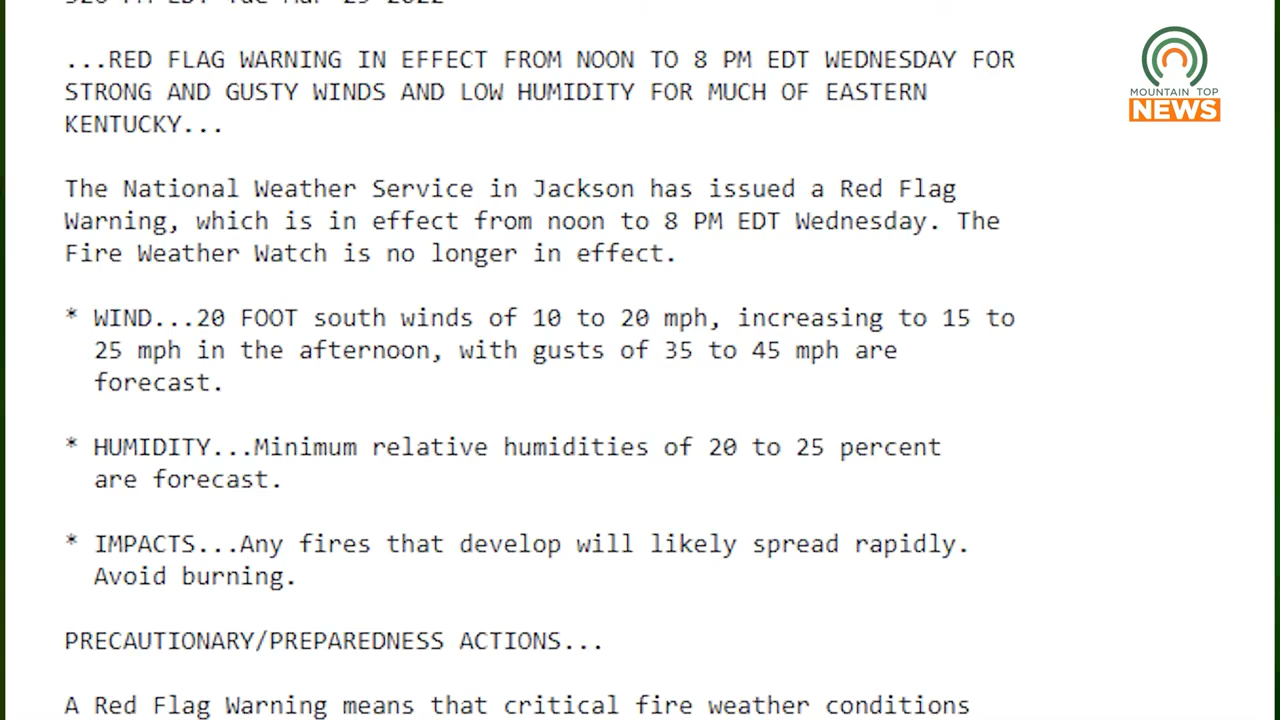 PM EDT Tue Mar 29 2022
...RED FLAG WARNING IN EFFECT FROM NOON TO 8 PM EDT WEDNESDAY FOR
STRONG AND GUSTY WINDS AND LOW HUMIDITY FOR MUCH OF EASTERN
KENTUCKY...
MOUNTAIN TOP
NEWS
The National Weather Service in Jackson has issued a Red Flag
Warning, which is in effect from noon to 8 PM EDT Wednesday. The
Fire Weather Watch is no longer in effect.
* WIND...20 FOOT south winds of 10 to 20 mph, increasing to 15 to
25 mph in the afternoon, with gusts of 35 to 45 mph are
forecast.
* HUMIDITY...Minimum relative humidities of 20 to 25 percent
are forecast.
* IMPACTS...Any fires that develop will likely spread rapidly.
Avoid burning.
PRECAUTIONARY/PREPAREDNESS ACTIONS...
A Red Flag Warning means that critical fire weather conditions